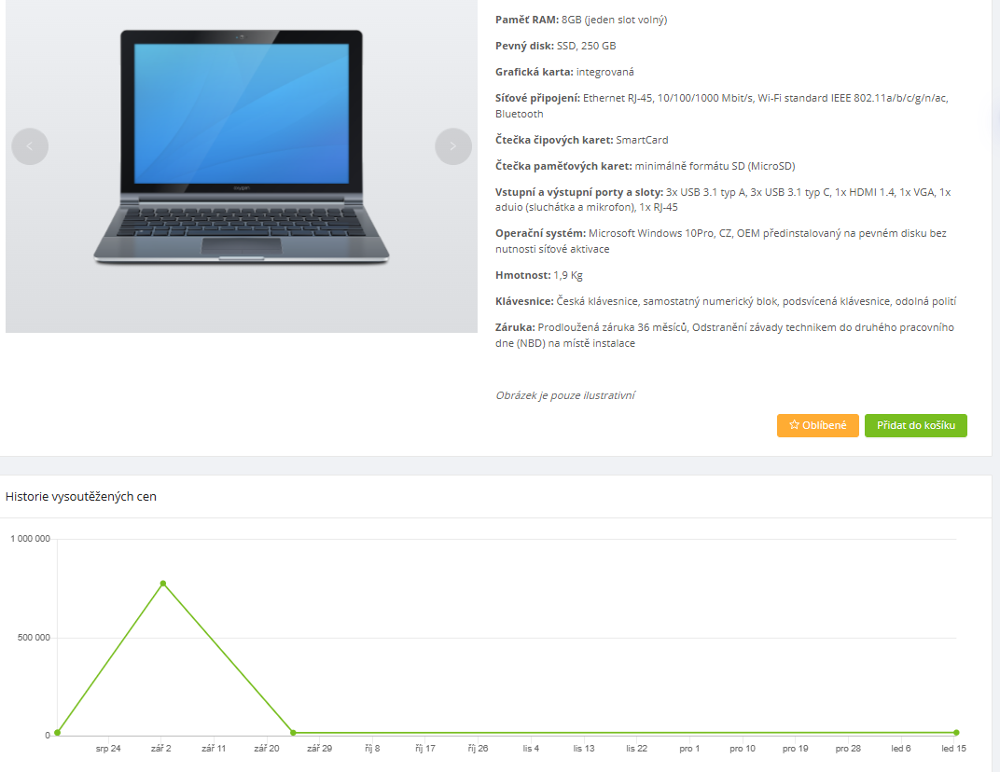 Paměť RAM: 8GB (jeden slot volný)
Pevný disk: SSD, 250 GB
Grafická karta: integrovaná
Síťové připojení: Ethernet RJ-45, 10/100/1000 Mbit/s, Wi-Fi standard IEEE 802.11a/b/c/g/n/ac,
Bluetooth
Čtečka čipových karet: SmartCard
Čtečka paměťových karet: minimálně formátu SD (MicroSD)
Vstupní a výstupní porty a sloty: 3x USB 3.1 typ A, 3x USB 3.1 typ C, 1x HDMI 1.4, 1x VGA, 1x
aduio (sluchátka a mikrofon), 1x RJ-45
Operační systém: Microsoft Windows 10Pro, CZ, OEM předinstalovaný na pevném disku bez
nutnosti síťové aktivace
Hmotnost: 1,9 Kg
Klávesnice: Česká klávesnice, samostatný numerický blok, podsvícená klávesnice, odolná polití
Záruka: Prodloužená záruka 36 měsíců, Odstranění závady technikem do druhého pracovního
dne (NBD) na místě instalace
Obrázek je pouze ilustrativní
Oblíbené
Přidat do košíku
Historie vysoutěžených cen
1 000 000
500 000
0
srp 24 zář 2 zář 11 zář 20 zář 29 říj 8 říj 17 říj 26 lis 4 lis 13 lis 22 pro 1 pro 10 pro 19 pro 28 led 6 led 15